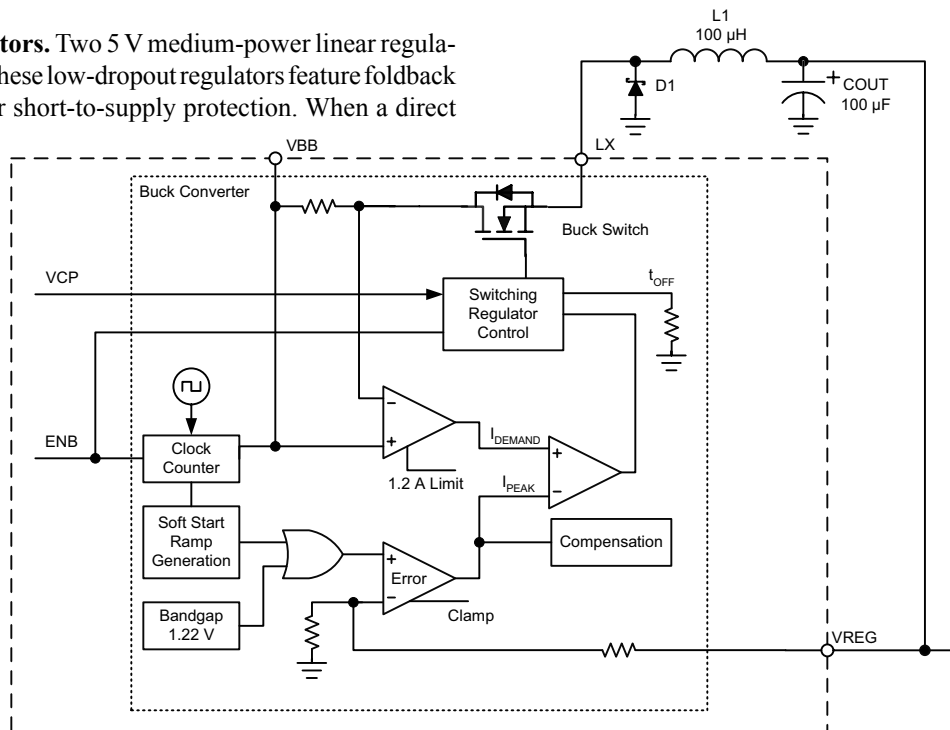 tors. Two 5 V medium-power linear regula-
hese low-dropout regulators feature foldback
r short-to-supply protection. When a direct
L1
100 µH
D1
+
COUT
100 µF
VBB
LX
Buck Converter
Buck Switch
VCP
tOFF
Switching
Regulator
Control
ENB
Clock
Counter
−
+
IDEMAND
1.2 A Limit
+
−
IPEAK
Soft Start
Ramp
Generation
Compensation
+
Error
−
Clamp
Bandgap
1.22 V
VREG